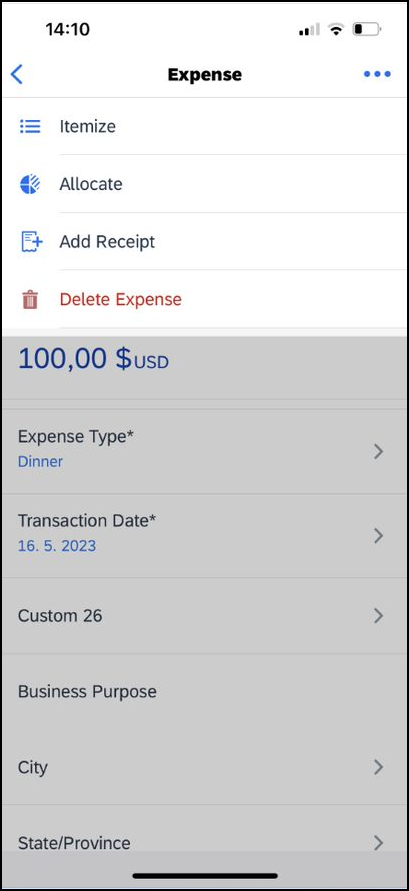 14:10
Expense
Itemize
Allocate
Add Receipt
Delete Expense
100,00 $USD
Expense Type*
Dinner
Transaction Date*
16. 5. 2023
Custom 26
Business Purpose
City
State/Province